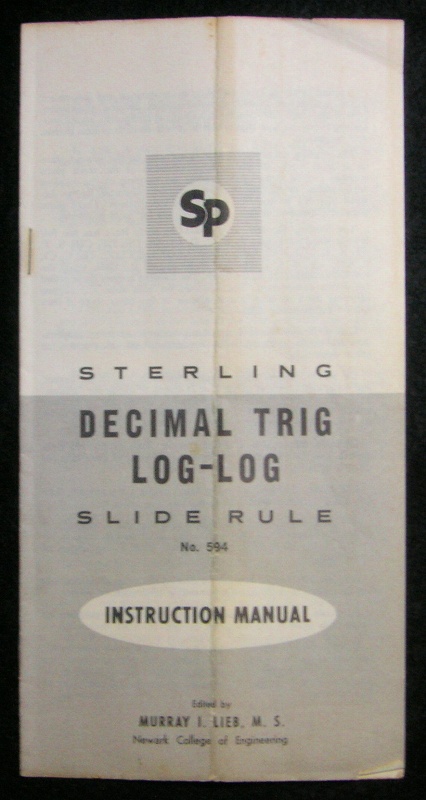 Sp
STERLING
DECIMAL TRIG
LOG-LOG
SLIDE RULE
No. 594
INSTRUCTION MANUAL
Edited by
MURRAY I. LIEB, M. S.
Newark College of Engineering